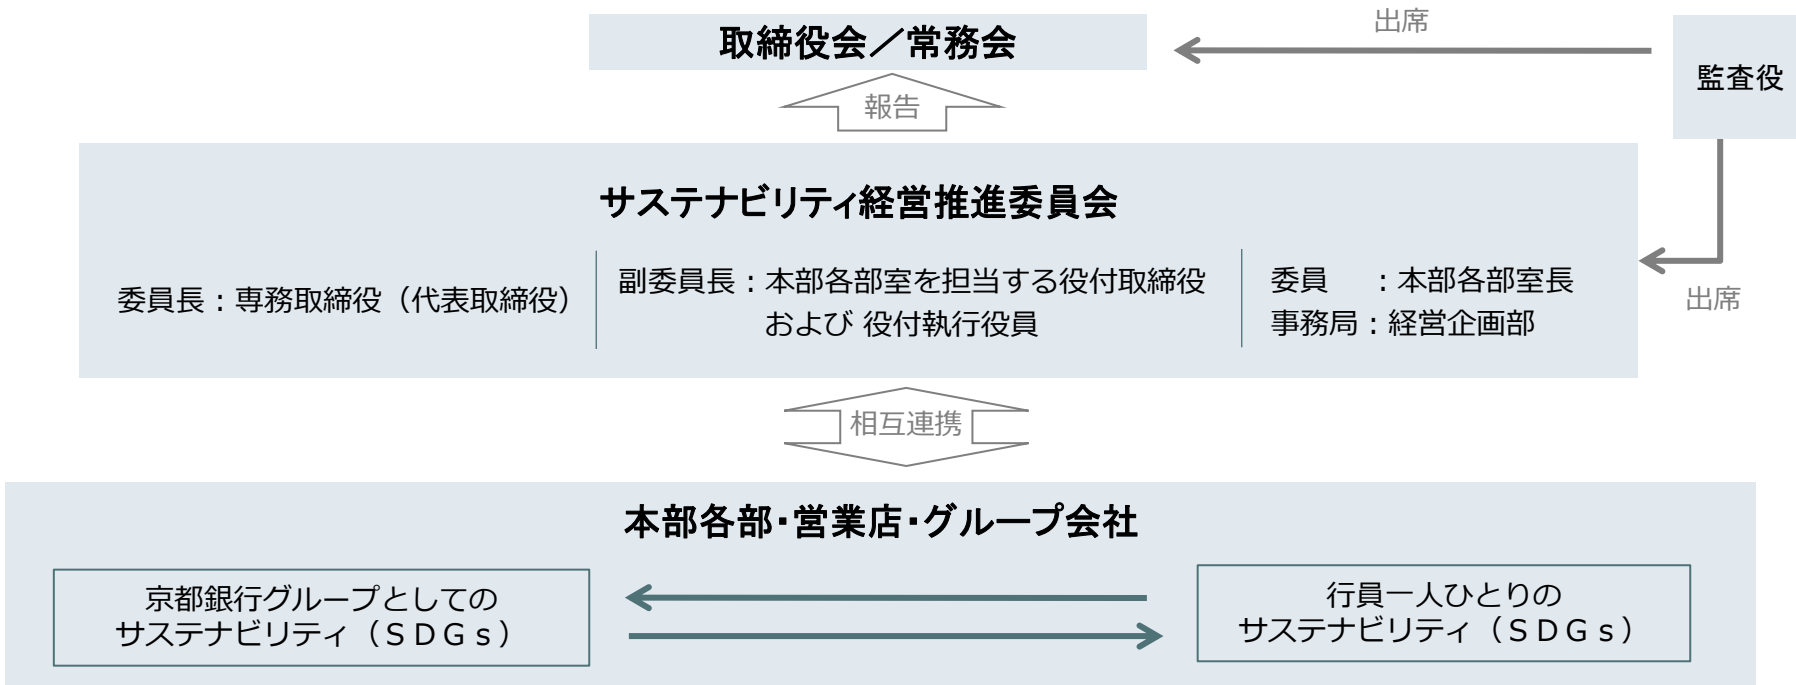 取締役会／常務会
出席
監査役
報告
サステナビリティ経営推進委員会
委員長：専務取締役（代表取締役）
副委員長：本部各部室を担当する役付取締役
および 役付執行役員
委員　：本部各部室長
事務局：経営企画部
出席
相互連携
本部各部・営業店・グループ会社
京都銀行グループとしての
サステナビリティ（ＳＤＧｓ）
行員一人ひとりの
サステナビリティ（ＳＤＧｓ）